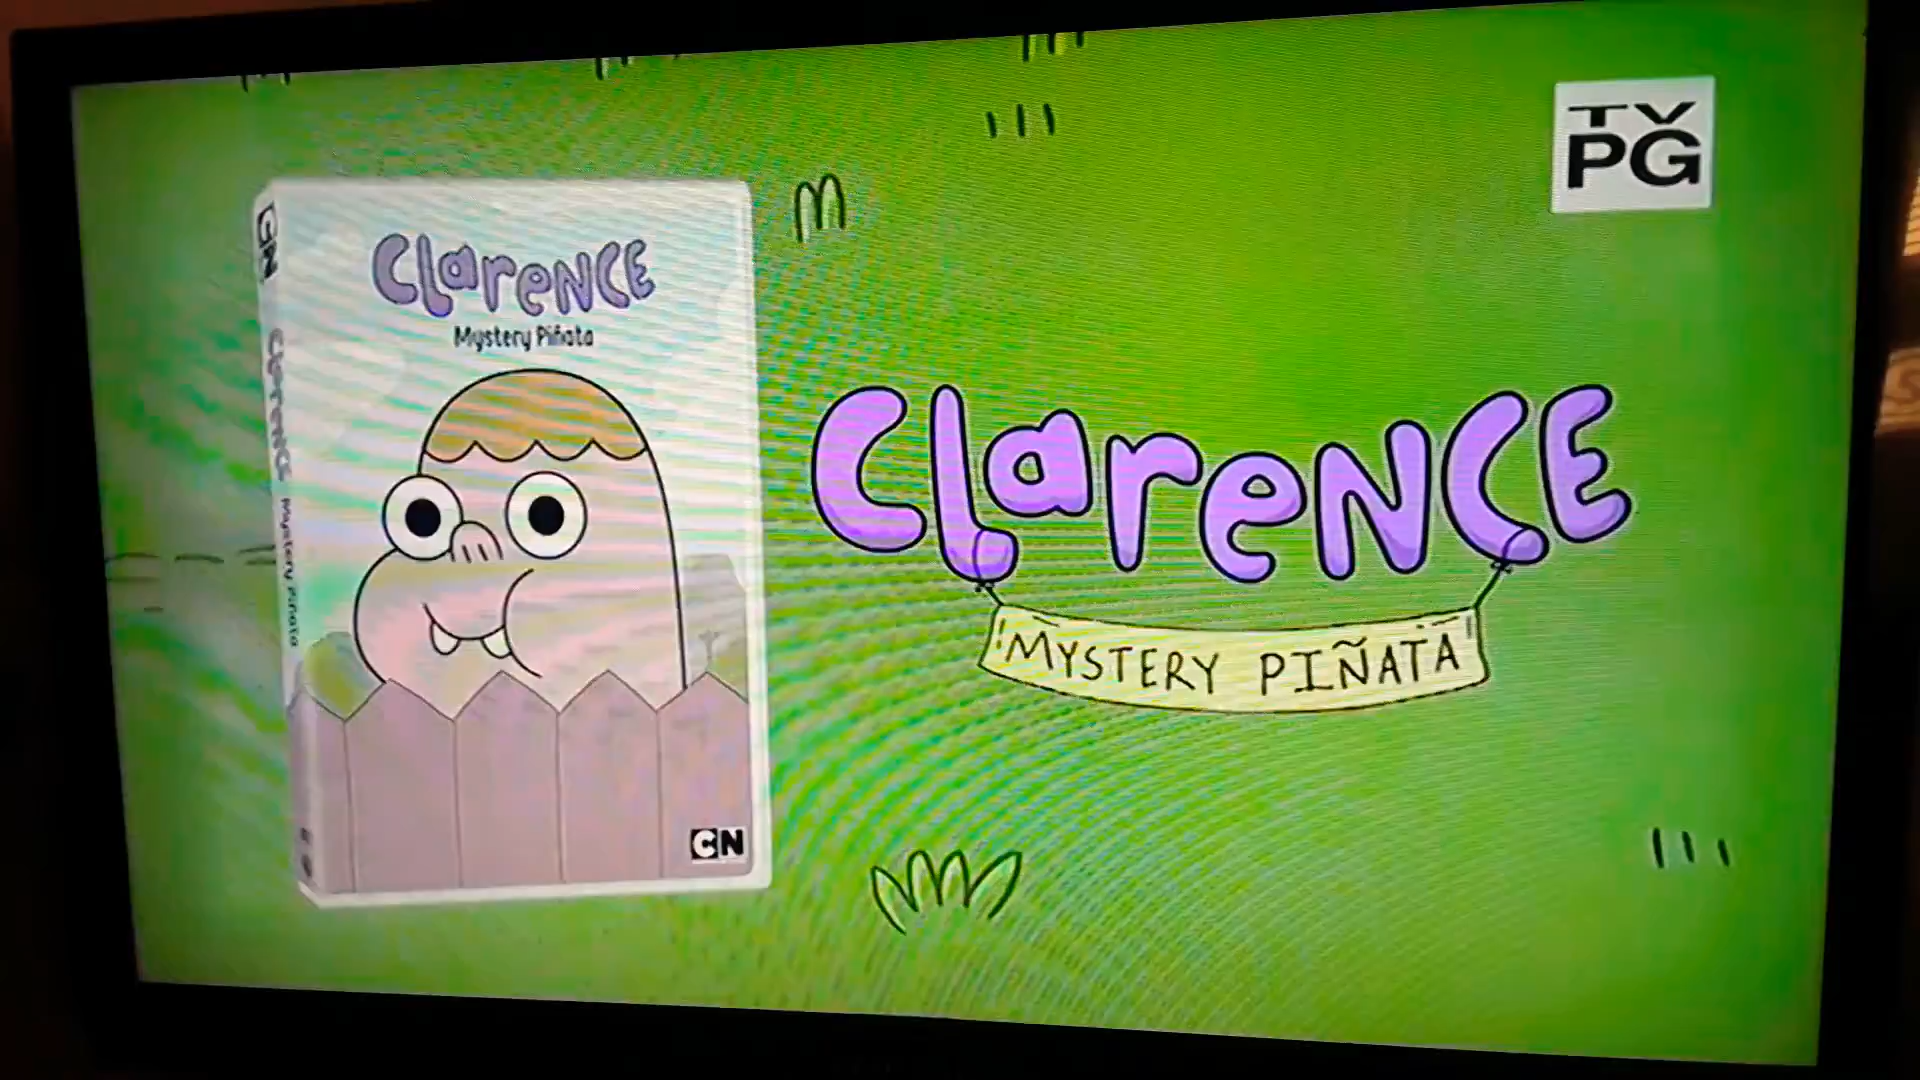 TV
PG
CN
CLarenCE
Mystery Piñata
CLarenCE Mystery Piñata
CN
CLarenCE
MYSTERY PIÑATA